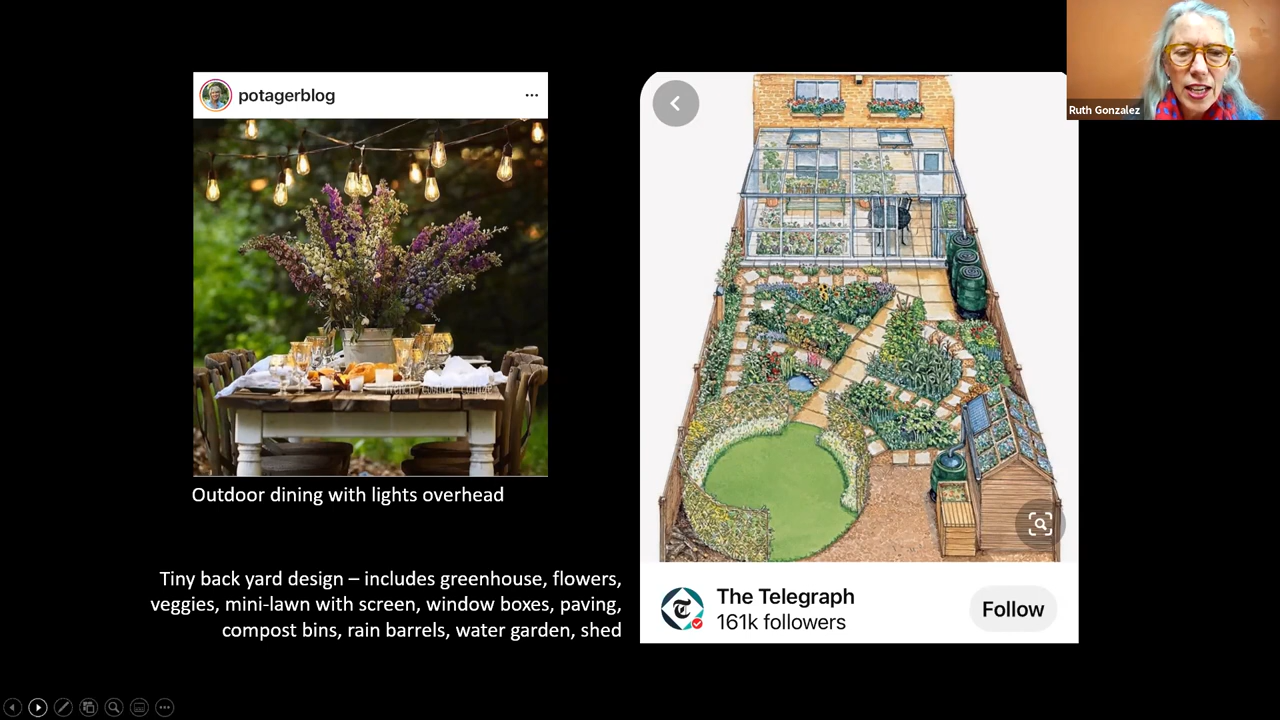 potagerblog
Outdoor dining with lights overhead
Tiny back yard design – includes greenhouse, flowers,
veggies, mini-lawn with screen, window boxes, paving,
compost bins, rain barrels, water garden, shed
The Telegraph
161k followers
Follow
Ruth Gonzalez